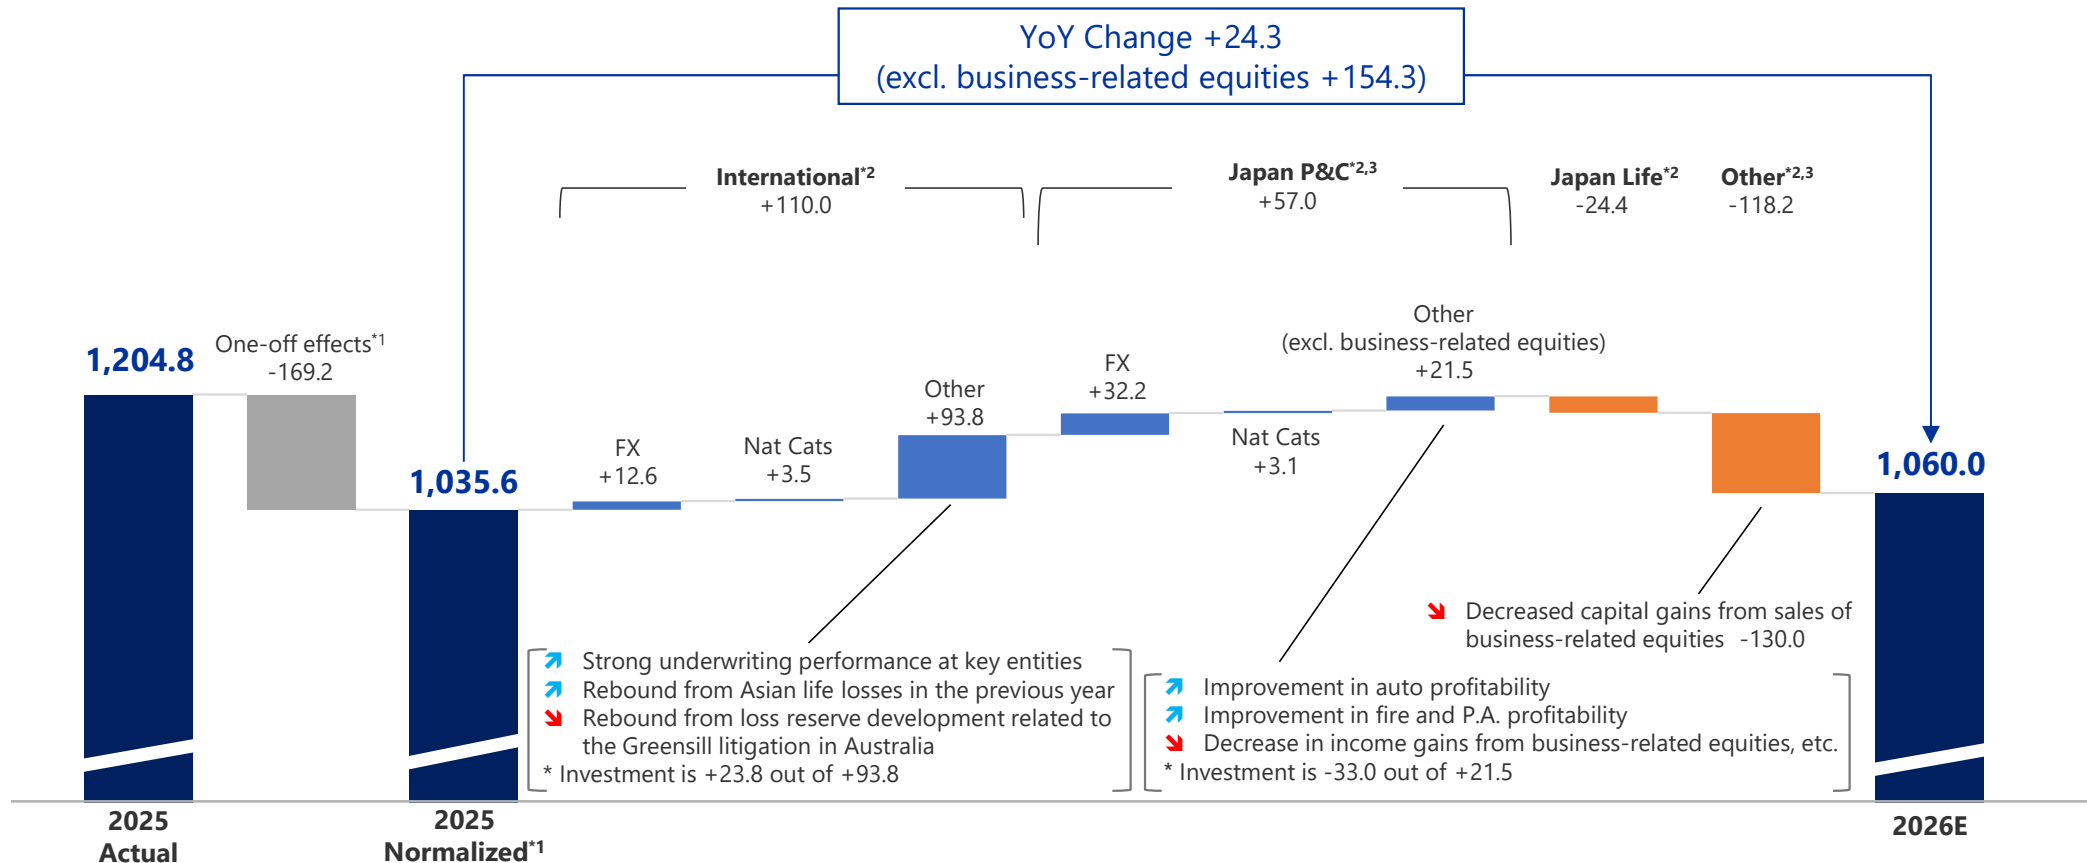 YoY Change +24.3
(excl. business-related equities +154.3)
International*2
+110.0
Japan P&C*2,3
+57.0
Japan Life*2
-24.4
Other*2,3
-118.2
1,204.8
One-off effects*1
-169.2
1,035.6
FX
+12.6
Nat Cats
+3.5
Other
+93.8
FX
+32.2
Nat Cats
+3.1
Other
(excl. business-related equities)
+21.5
1,060.0
Decreased capital gains from sales of
business-related equities -130.0
Strong underwriting performance at key entities
Rebound from Asian life losses in the previous year
Rebound from loss reserve development related to
the Greensill litigation in Australia
* Investment is +23.8 out of +93.8
Improvement in auto profitability
Improvement in fire and P.A. profitability
Decrease in income gains from business-related equities, etc.
* Investment is -33.0 out of +21.5
2025
Actual
2025
Normalized*1
2026E